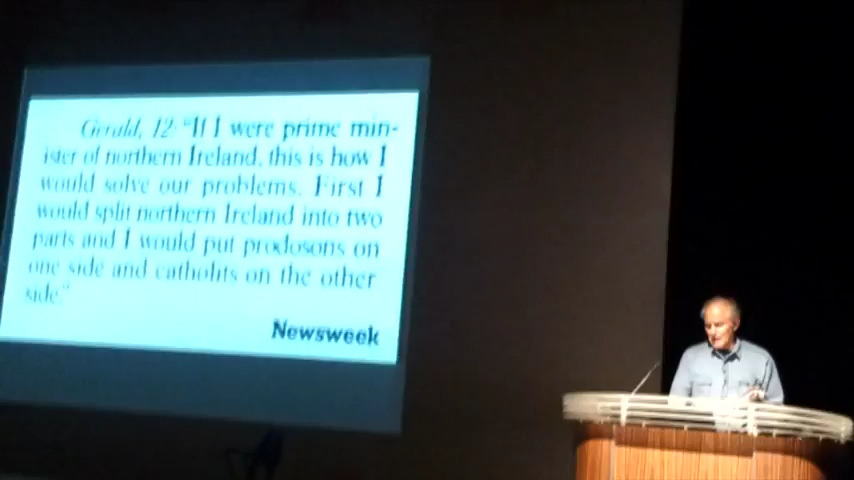 Gerald, 12: "If I were prime min-
ister of northern Ireland, this is how I
would solve our problems. First I
would split northern Ireland into two
parts and I would put prodosons on
one side and catholits on the other
side."
Newsweek